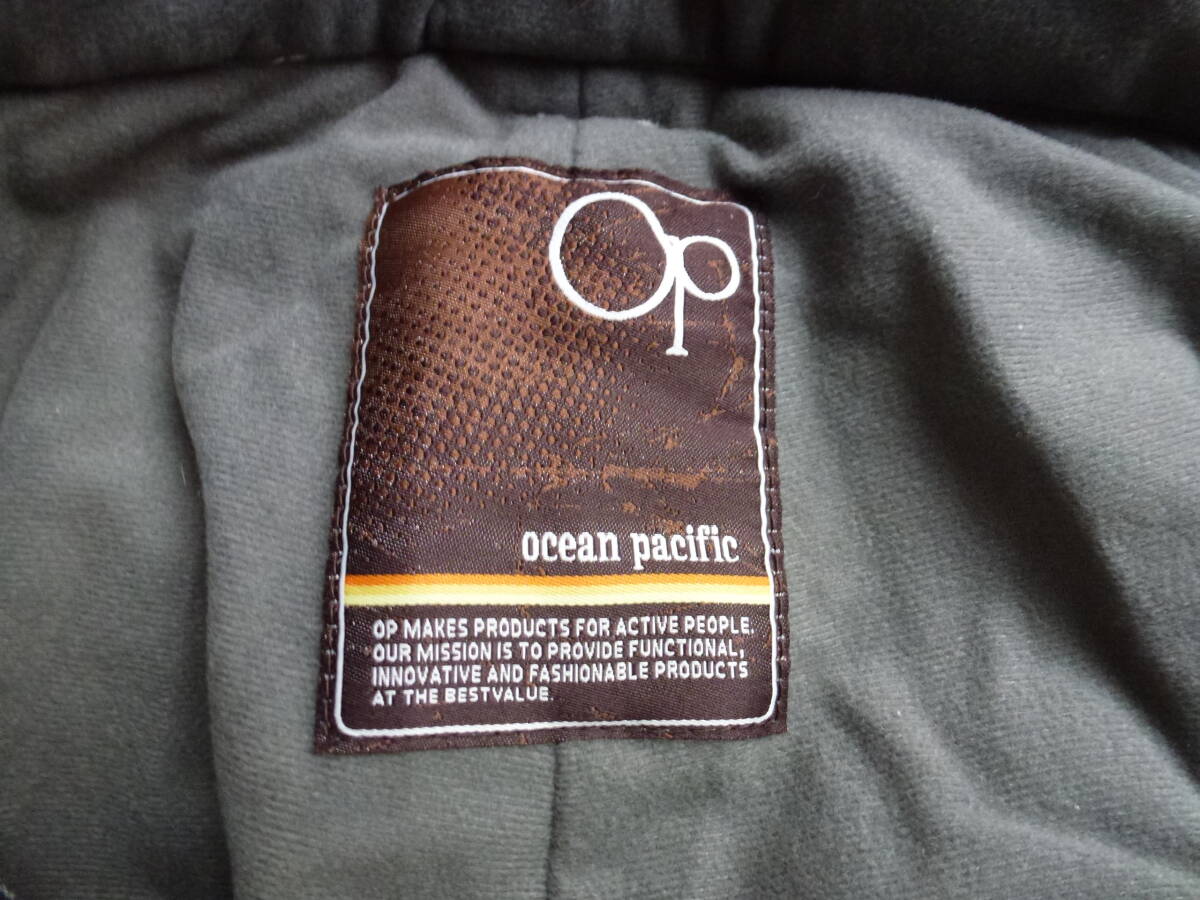 Op
ocean pacific
OP MAKES PRODUCTS FOR ACTIVE PEOPLE.
OUR MISSION IS TO PROVIDE FUNCTIONAL,
INNOVATIVE AND FASHIONABLE PRODUCTS
AT THE BESTVALUE.